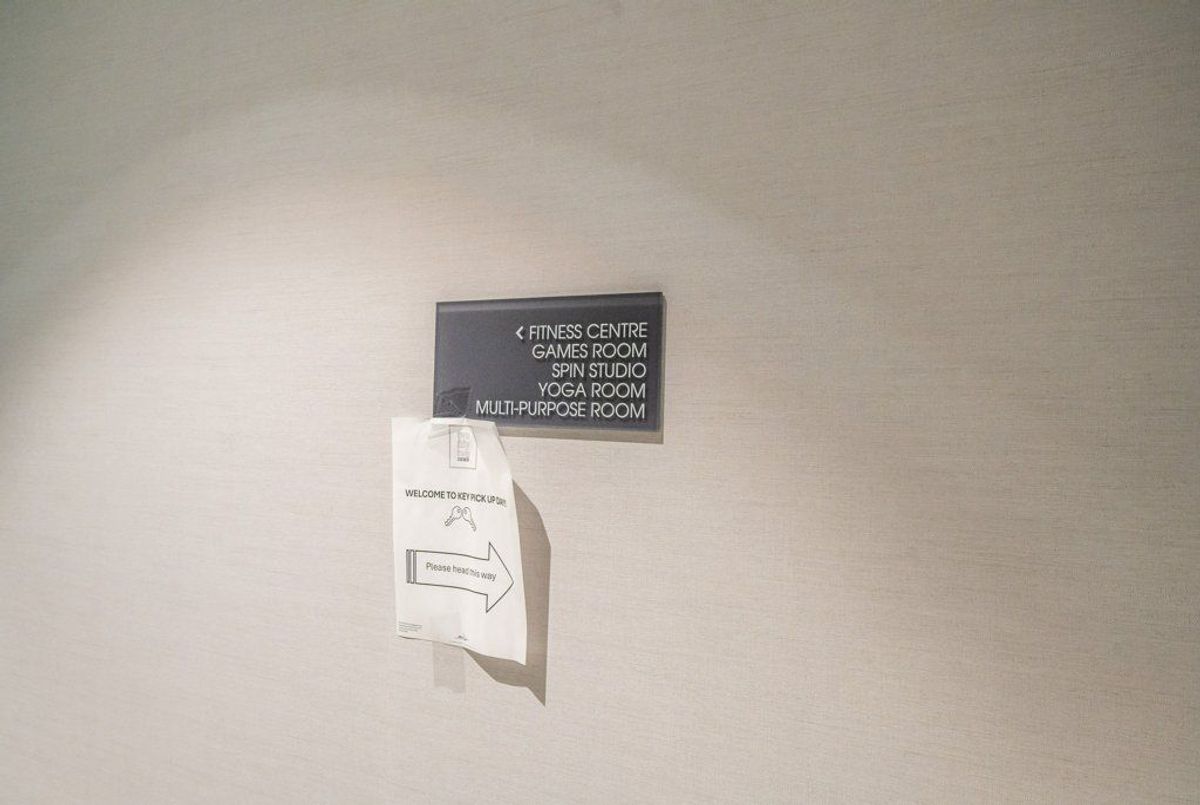 < FITNESS CENTRE
GAMES ROOM
SPIN STUDIO
YOGA ROOM
MULTI-PURPOSE ROOM
WELCOME TO KEY PICK UP DAY!
Please head this way